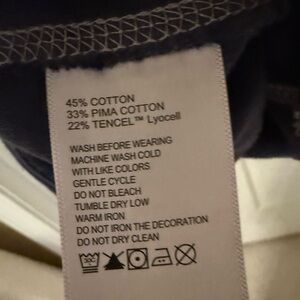 45% COTTON
33% PIMA COTTON
22% TENCEL™ Lyocell
WASH BEFORE WEARING
MACHINE WASH COLD
WITH LIKE COLORS
GENTLE CYCLE
DO NOT BLEACH
TUMBLE DRY LOW
WARM IRON
DO NOT IRON THE DECORATION
DO NOT DRY CLEAN